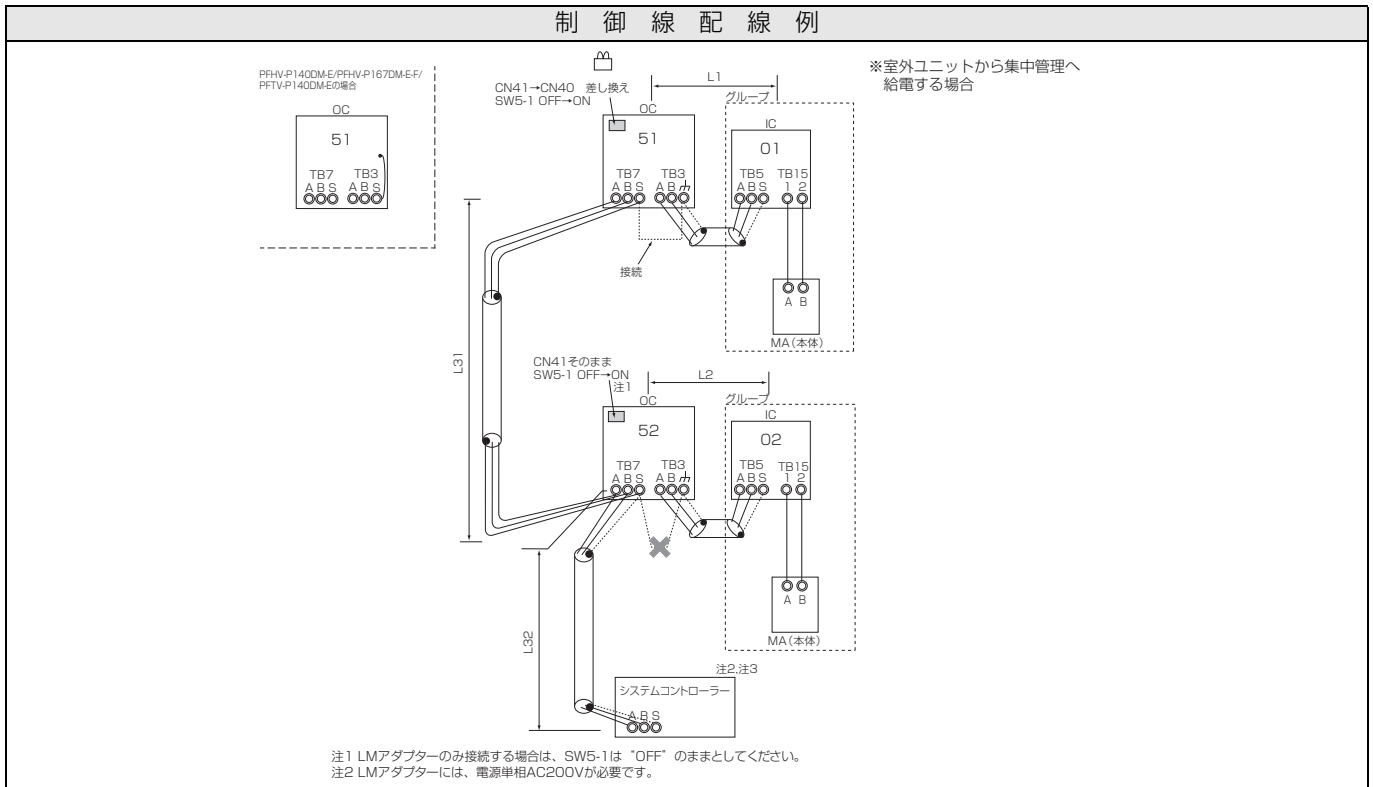 制 御 線 配 線 例
※室外ユニットから集中管理へ
給電する場合
PFHV-P140DM-E/PFHV-P167DM-E-F/
PFTV-P140DM-Eの場合
OC
51
TB7 TB3
A B S A B S
CN41→CN40 差し換え
SW5-1 OFF→ON
L1
グループ
OC
51
TB7 TB3
A B S A B
IC
01
TB5 TB15
A B S 1 2
接続
A B
MA(本体)
L31
CN41そのまま
SW5-1 OFF→ON
注1
L2
グループ
OC
52
TB7 TB3
A B S A B
IC
02
TB5 TB15
A B S 1 2
A B
MA(本体)
L32
注2.注3
システムコントローラー
A B S
注1 LMアダプターのみ接続する場合は、SW5-1は“OFF”のままとしてください。
注2 LMアダプターには、電源単相AC200Vが必要です。